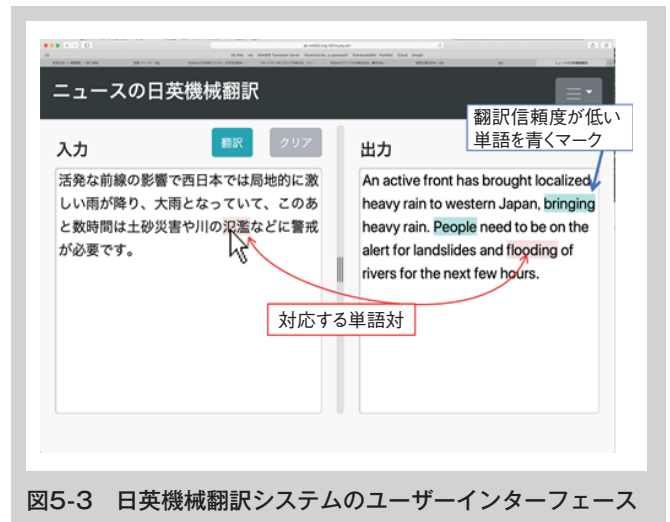 ニュースの日英機械翻訳
翻訳信頼度が低い
単語を青くマーク
入力
翻訳
クリア
出力
活発な前線の影響で西日本では局地的に激
しい雨が降り、大雨となっていて、このあ
と数時間は土砂災害や川の氾濫などに警戒
が必要です。
An active front has brought localized
heavy rain to western Japan, bringing
heavy rain. People need to be on the
alert for landslides and flooding of
rivers for the next few hours.
対応する単語対
図5-3 日英機械翻訳システムのユーザーインターフェース